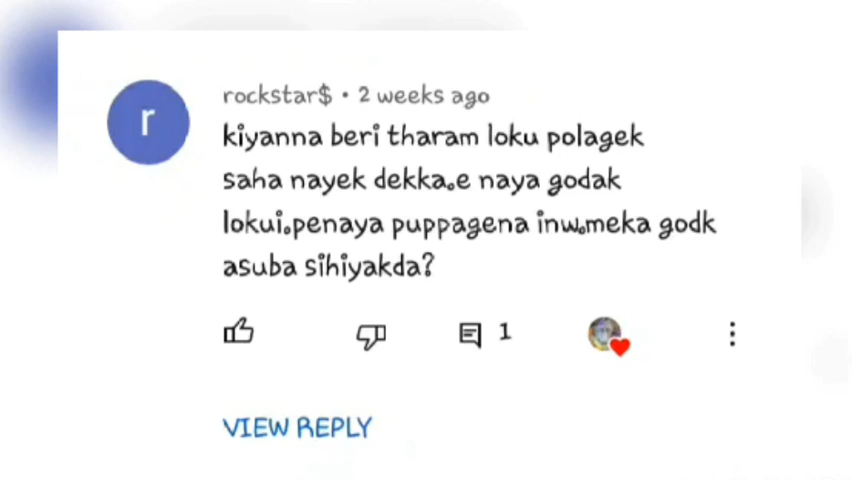 r
rockstar$ • 2 weeks ago
kiyanna beri tharam loku polagek
saha nayek dekka.e naya godak
lokui.penaya puppagena inw.meka godk
asuba sihiyakda?
1
VIEW REPLY